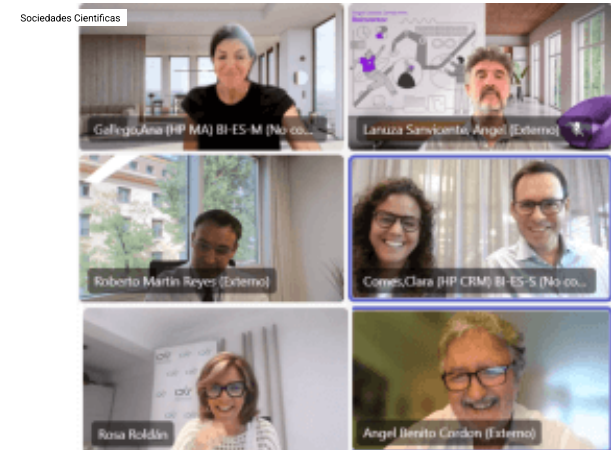 Sociedades Cientificas
Gallego,Ana (HP MA) BI-ES-M (No co...
Lanuza Sanvicente, Angel (Externo)
Roberto Martin Reyes (Externo)
Comes,Clara (HP CRM) BI-ES-S (No co...
Rosa Roldán
Angel Benito Cordon (Externo)